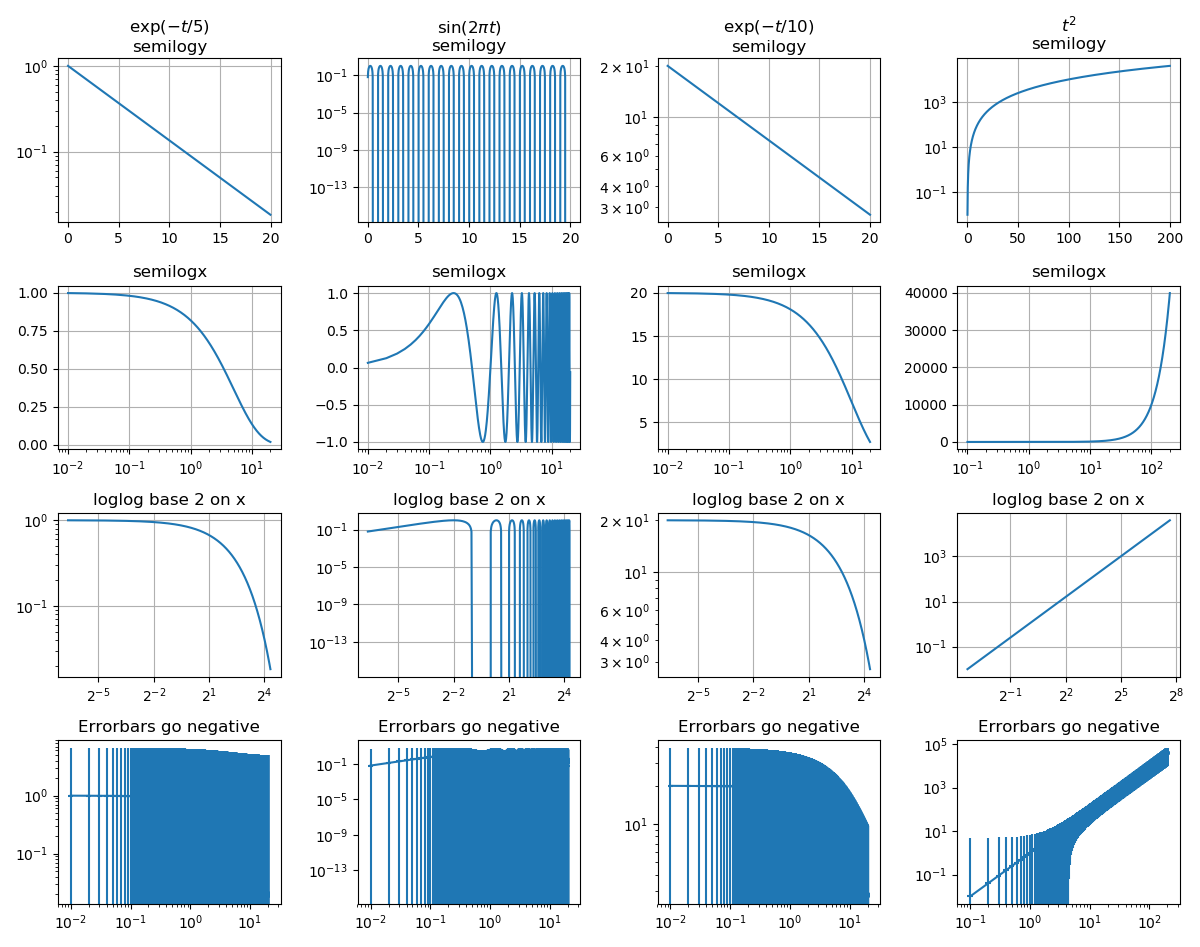 exp(−t/5)
semilogy
sin(2πt)
semilogy
exp(−t/10)
semilogy
t²
semilogy
10⁰
10⁻¹
0 5 10 15 20
10⁻¹
10⁻⁵
10⁻⁹
10⁻¹³
0 5 10 15 20
2 × 10¹
10¹
6 × 10⁰
4 × 10⁰
3 × 10⁰
0 5 10 15 20
10³
10¹
10⁻¹
0 50 100 150 200
semilogx
semilogx
semilogx
semilogx
1.00
0.75
0.50
0.25
0.00
10⁻² 10⁻¹ 10⁰ 10¹
1.0
0.5
0.0
−0.5
−1.0
10⁻² 10⁻¹ 10⁰ 10¹
20
15
10
5
10⁻² 10⁻¹ 10⁰ 10¹
40000
30000
20000
10000
0
10⁻¹ 10⁰ 10¹ 10²
loglog base 2 on x
loglog base 2 on x
loglog base 2 on x
loglog base 2 on x
10⁰
10⁻¹
2⁻⁵ 2⁻² 2¹ 2⁴
10⁻¹
10⁻⁵
10⁻⁹
10⁻¹³
2⁻⁵ 2⁻² 2¹ 2⁴
2 × 10¹
10¹
6 × 10⁰
4 × 10⁰
3 × 10⁰
2⁻⁵ 2⁻² 2¹ 2⁴
10³
10¹
10⁻¹
2⁻¹ 2² 2⁵ 2⁸
Errorbars go negative
Errorbars go negative
Errorbars go negative
Errorbars go negative
10⁰
10⁻¹
10⁻² 10⁻¹ 10⁰ 10¹
10⁻¹
10⁻⁵
10⁻⁹
10⁻¹³
10⁻² 10⁻¹ 10⁰ 10¹
10¹
10⁻² 10⁻¹ 10⁰ 10¹
10⁵
10³
10¹
10⁻¹
10⁻¹ 10⁰ 10¹ 10²